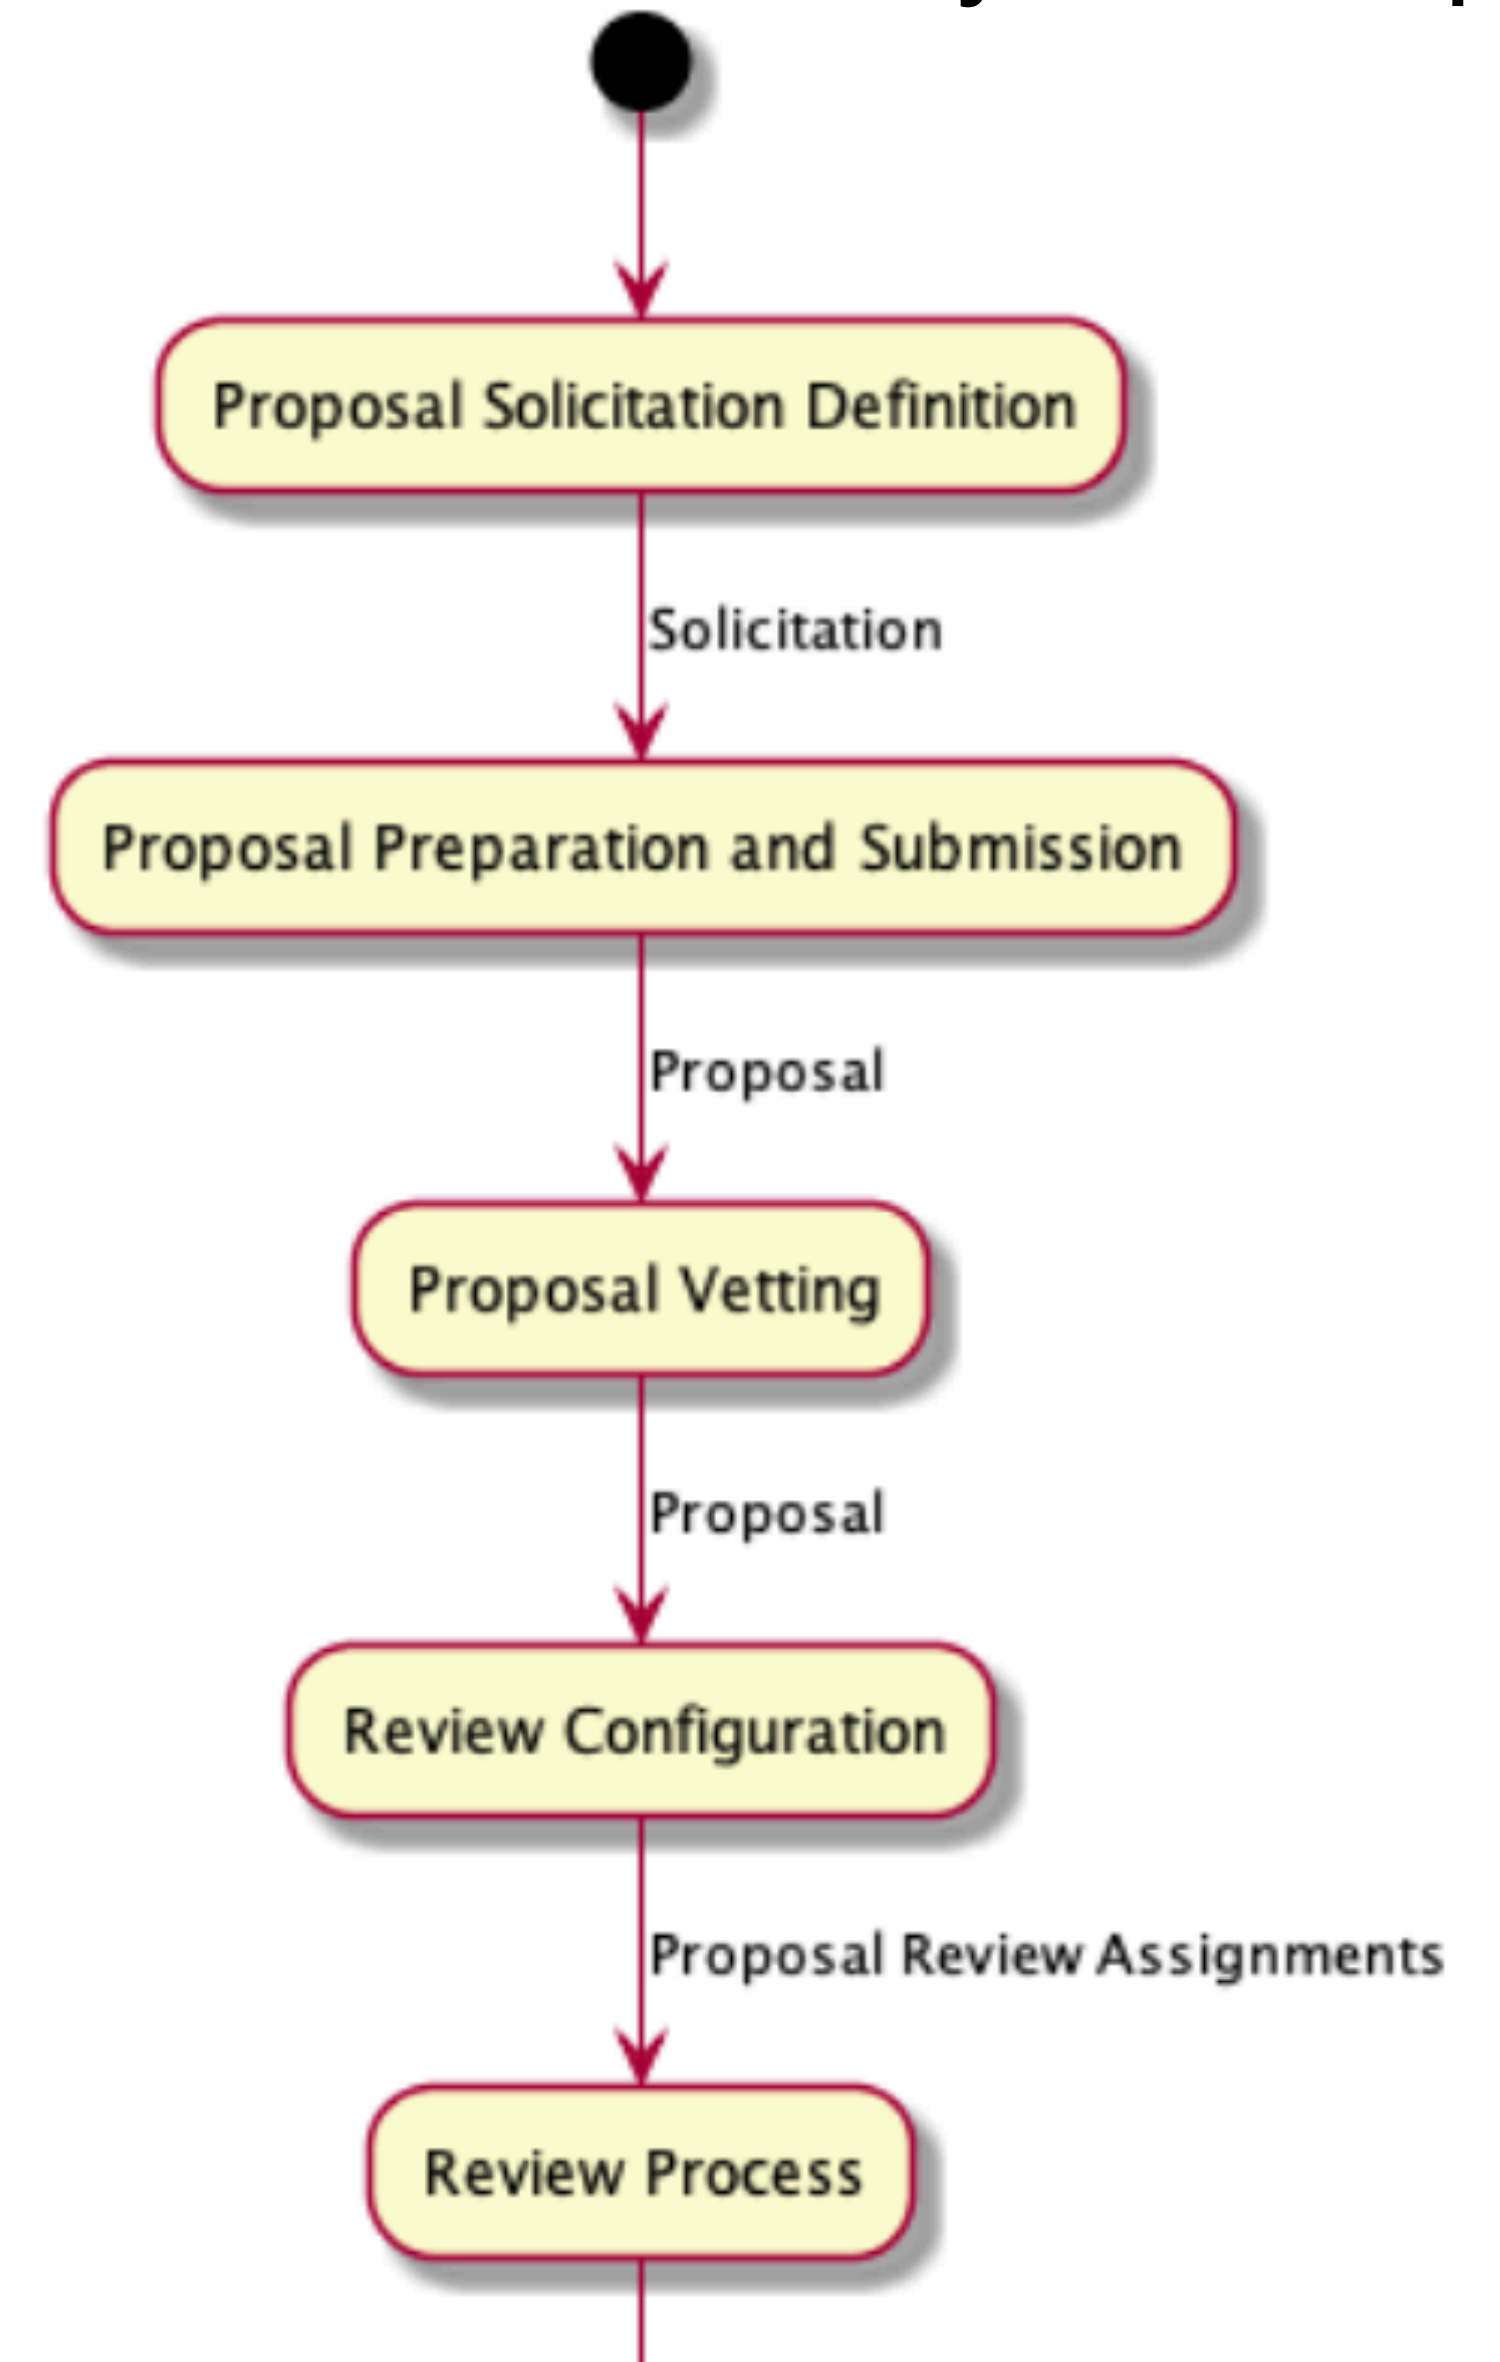 Proposal Solicitation Definition
Solicitation
Proposal Preparation and Submission
Proposal
Proposal Vetting
Proposal
Review Configuration
Proposal Review Assignments
Review Process